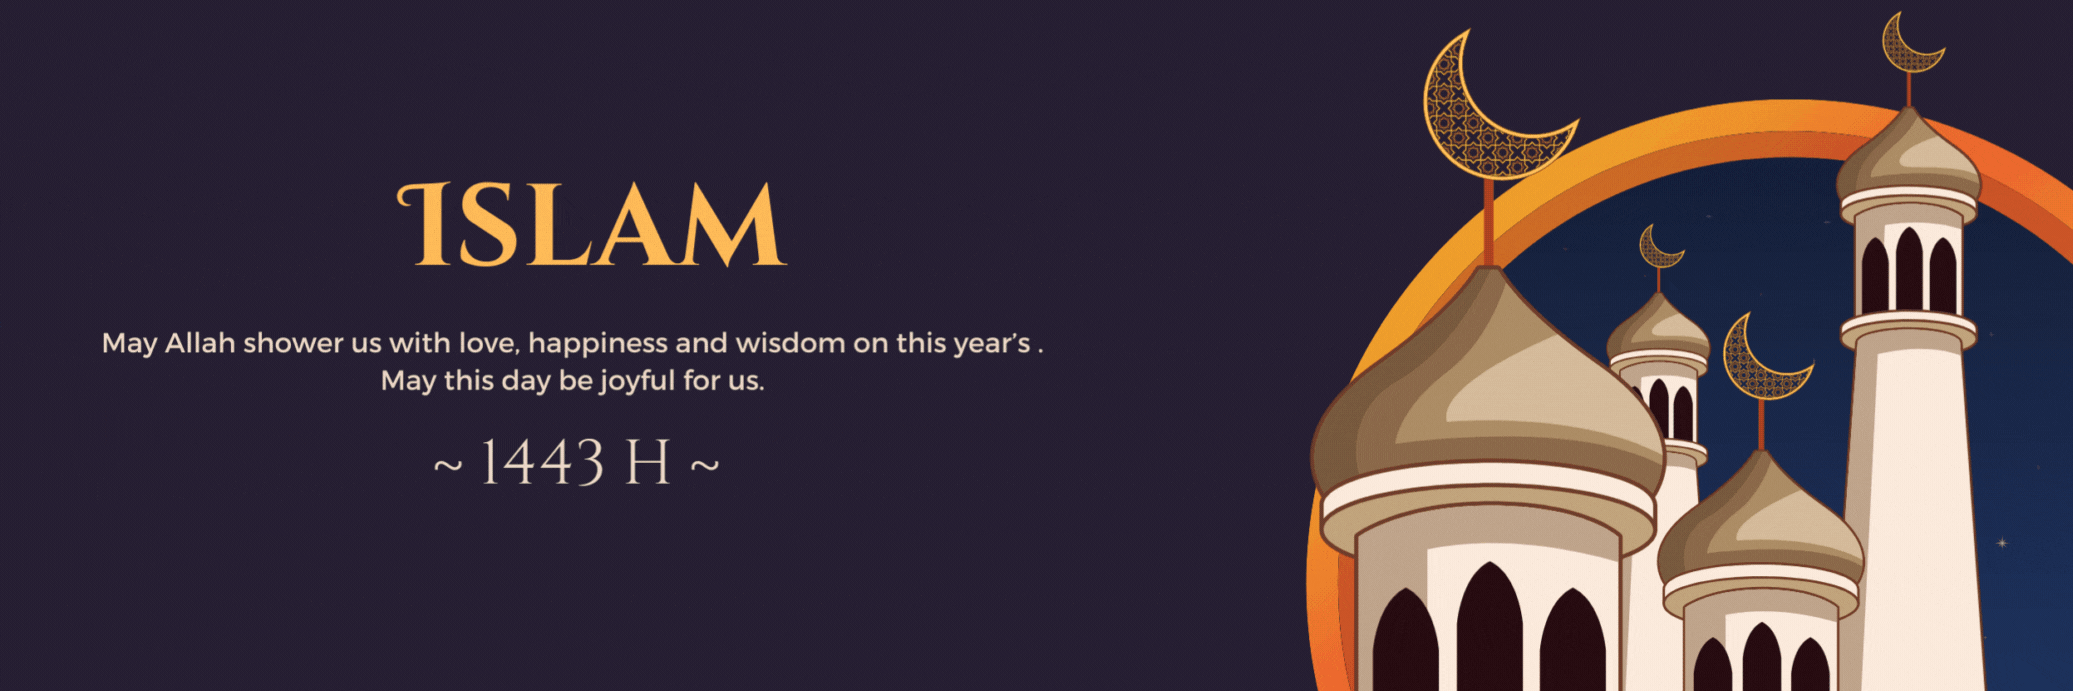 ISLAM
May Allah shower us with love, happiness and wisdom on this year’s .
May this day be joyful for us.
~ 1443 H ~